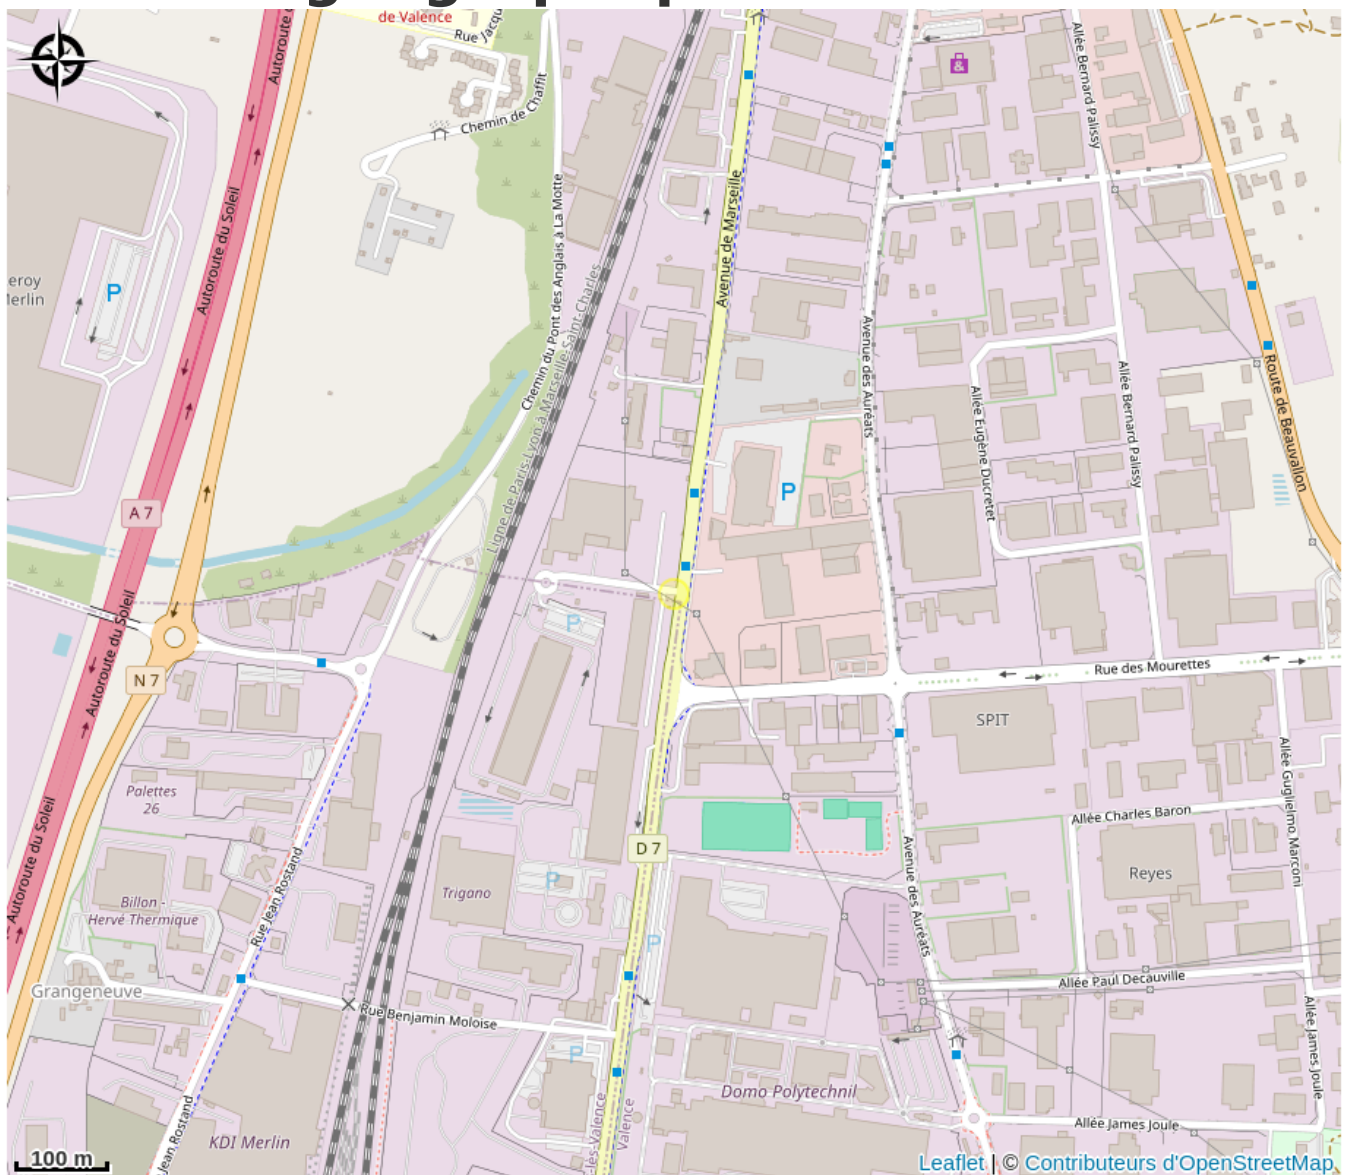 de Valence
Rue Jacqu
Autoroute d
Chemin de Chaffit
Allée Bernard Palissy
Autoroute du Soleil
Avenue de Marseille
Chemin du Pont des Anglais à La Motte
Ligne de Paris-Lyon à Marseille-Saint-Charles
eroy
Merlin
P
Avenue des Auréats
Allée Eugène Ducretet
Allée Bernard Palissy
Route de Beauvallon
P
A 7
P
Autoroute du Soleil
N 7
Rue des Mourettes
SPIT
Palettes
26
Allée Guglielmo Marconi
Allée Charles Baron
D 7
Autoroute du Soleil
Rue Jean Rostand
Trigano
P
Avenue des Auréats
Reyes
Billon -
Hervé Thermique
P
Allée Paul Decauville
Grangeneuve
Rue Benjamin Moloise
Allée James Joule
P
Domo Polytechnil
lès-Valence
Valence
Jean Rostand
KDI Merlin
Allée James Joule
100 m
Leaflet | © Contributeurs d'OpenStreetMap